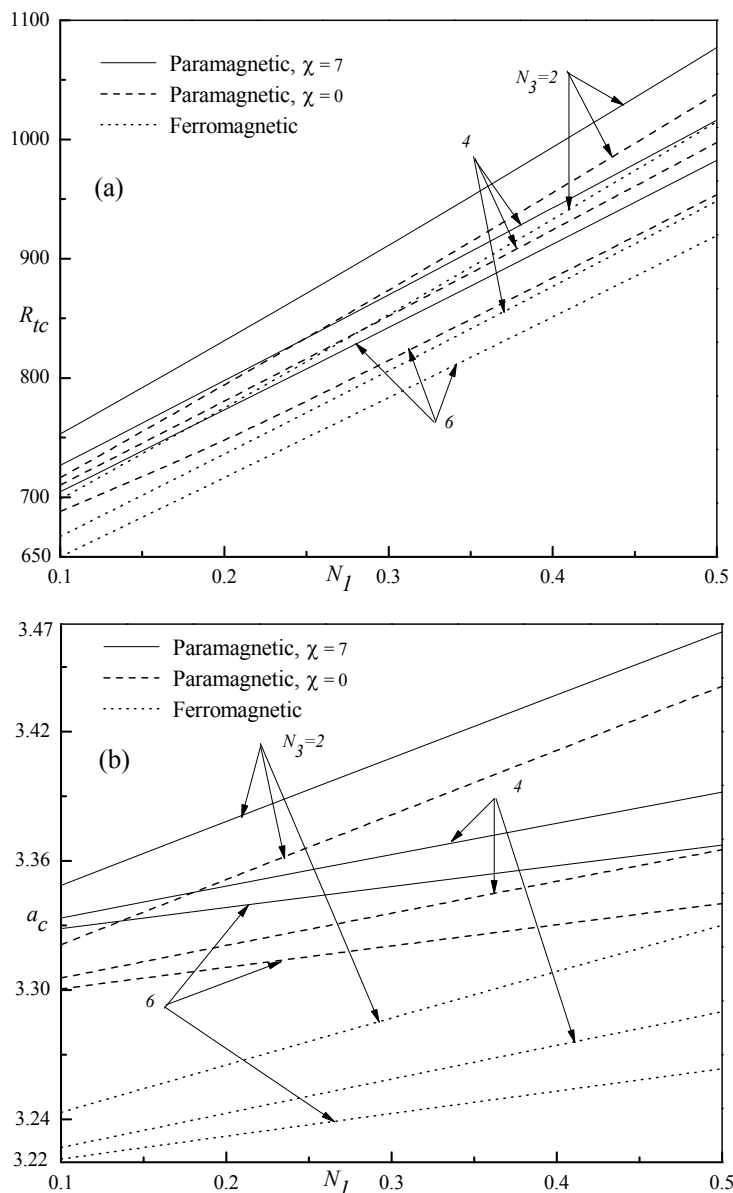 1100
Paramagnetic, χ = 7
Paramagnetic, χ = 0
Ferromagnetic
N3=2
4
(a)
1000
900
Rtc
800
6
700
650
0.1
0.2
N1
0.3
0.4
0.5
3.47
Paramagnetic, χ = 7
Paramagnetic, χ = 0
Ferromagnetic
3.42
(b)
N3=2
4
3.36
ac
3.30
6
3.24
3.22
0.1
0.2
N1
0.3
0.4
0.5